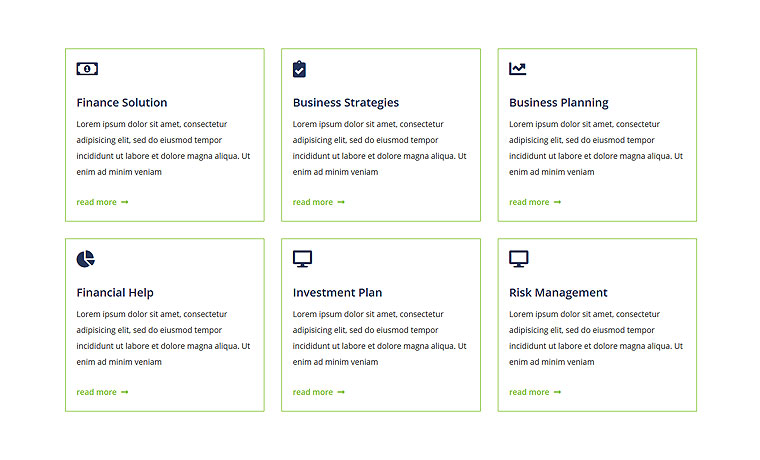 Finance Solution
Lorem ipsum dolor sit amet, consectetur
adipisicing elit, sed do eiusmod tempor
incididunt ut labore et dolore magna aliqua. Ut
enim ad minim veniam
read more
Business Strategies
Lorem ipsum dolor sit amet, consectetur
adipisicing elit, sed do eiusmod tempor
incididunt ut labore et dolore magna aliqua. Ut
enim ad minim veniam
read more
Business Planning
Lorem ipsum dolor sit amet, consectetur
adipisicing elit, sed do eiusmod tempor
incididunt ut labore et dolore magna aliqua. Ut
enim ad minim veniam
read more
Financial Help
Lorem ipsum dolor sit amet, consectetur
adipisicing elit, sed do eiusmod tempor
incididunt ut labore et dolore magna aliqua. Ut
enim ad minim veniam
read more
Investment Plan
Lorem ipsum dolor sit amet, consectetur
adipisicing elit, sed do eiusmod tempor
incididunt ut labore et dolore magna aliqua. Ut
enim ad minim veniam
read more
Risk Management
Lorem ipsum dolor sit amet, consectetur
adipisicing elit, sed do eiusmod tempor
incididunt ut labore et dolore magna aliqua. Ut
enim ad minim veniam
read more